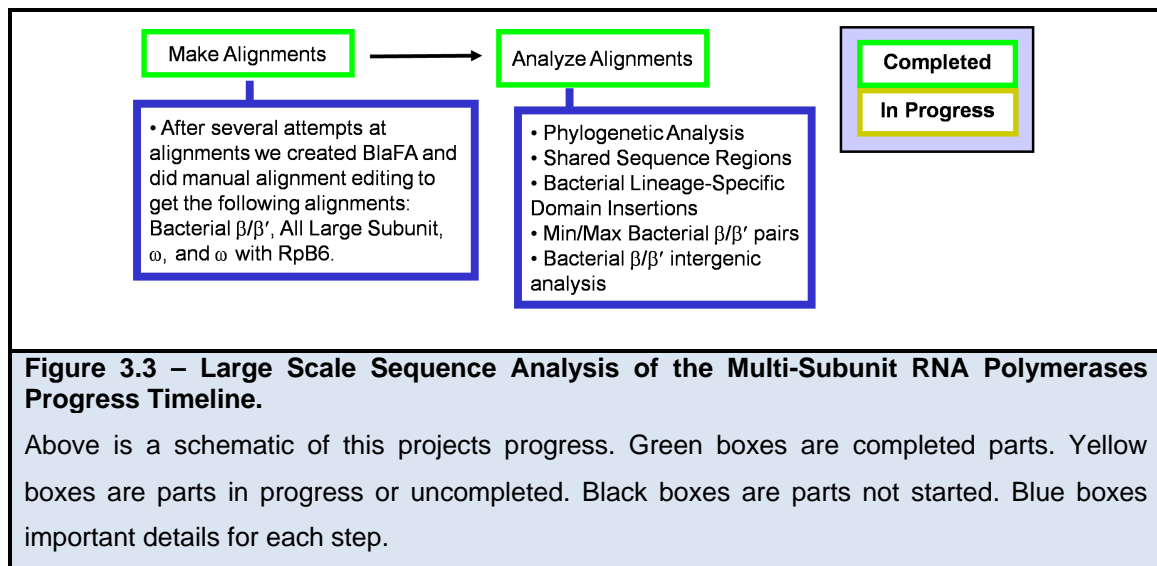 Make Alignments
Analyze Alignments
Completed
In Progress
• After several attempts at
alignments we created BlaFA and
did manual alignment editing to
get the following alignments:
Bacterial β/β′, All Large Subunit,
ω, and ω with RpB6.
• Phylogenetic Analysis
• Shared Sequence Regions
• Bacterial Lineage-Specific
Domain Insertions
• Min/Max Bacterial β/β′ pairs
• Bacterial β/β′ intergenic
analysis
Figure 3.3 – Large Scale Sequence Analysis of the Multi-Subunit RNA Polymerases
Progress Timeline.
Above is a schematic of this projects progress. Green boxes are completed parts. Yellow
boxes are parts in progress or uncompleted. Black boxes are parts not started. Blue boxes
important details for each step.